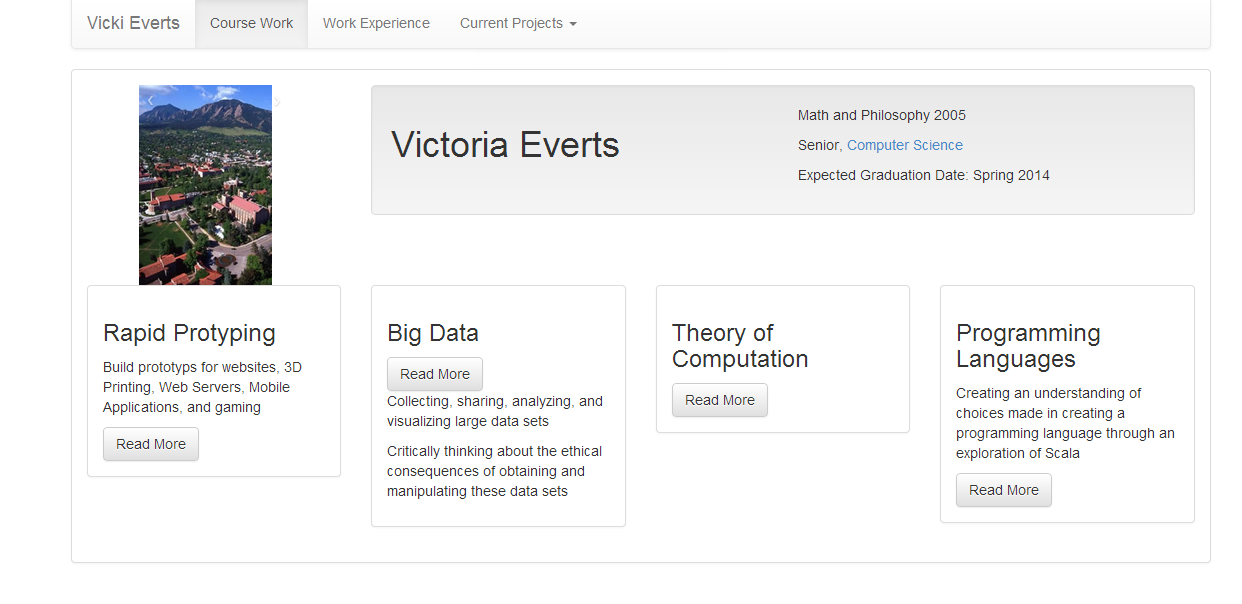 Vicki Everts
Course Work
Work Experience
Current Projects
Victoria Everts
Math and Philosophy 2005
Senior, Computer Science
Expected Graduation Date: Spring 2014
Rapid Protyping
Build prototyps for websites, 3D
Printing, Web Servers, Mobile
Applications, and gaming
Read More
Big Data
Read More
Collecting, sharing, analyzing, and
visualizing large data sets
Critically thinking about the ethical
consequences of obtaining and
manipulating these data sets
Theory of
Computation
Read More
Programming
Languages
Creating an understanding of
choices made in creating a
programming language through an
exploration of Scala
Read More